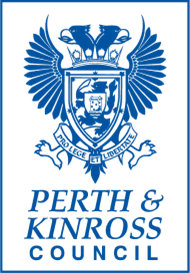 PRO LEGE ET LIBERTATE
PERTH &
KINROSS
COUNCIL